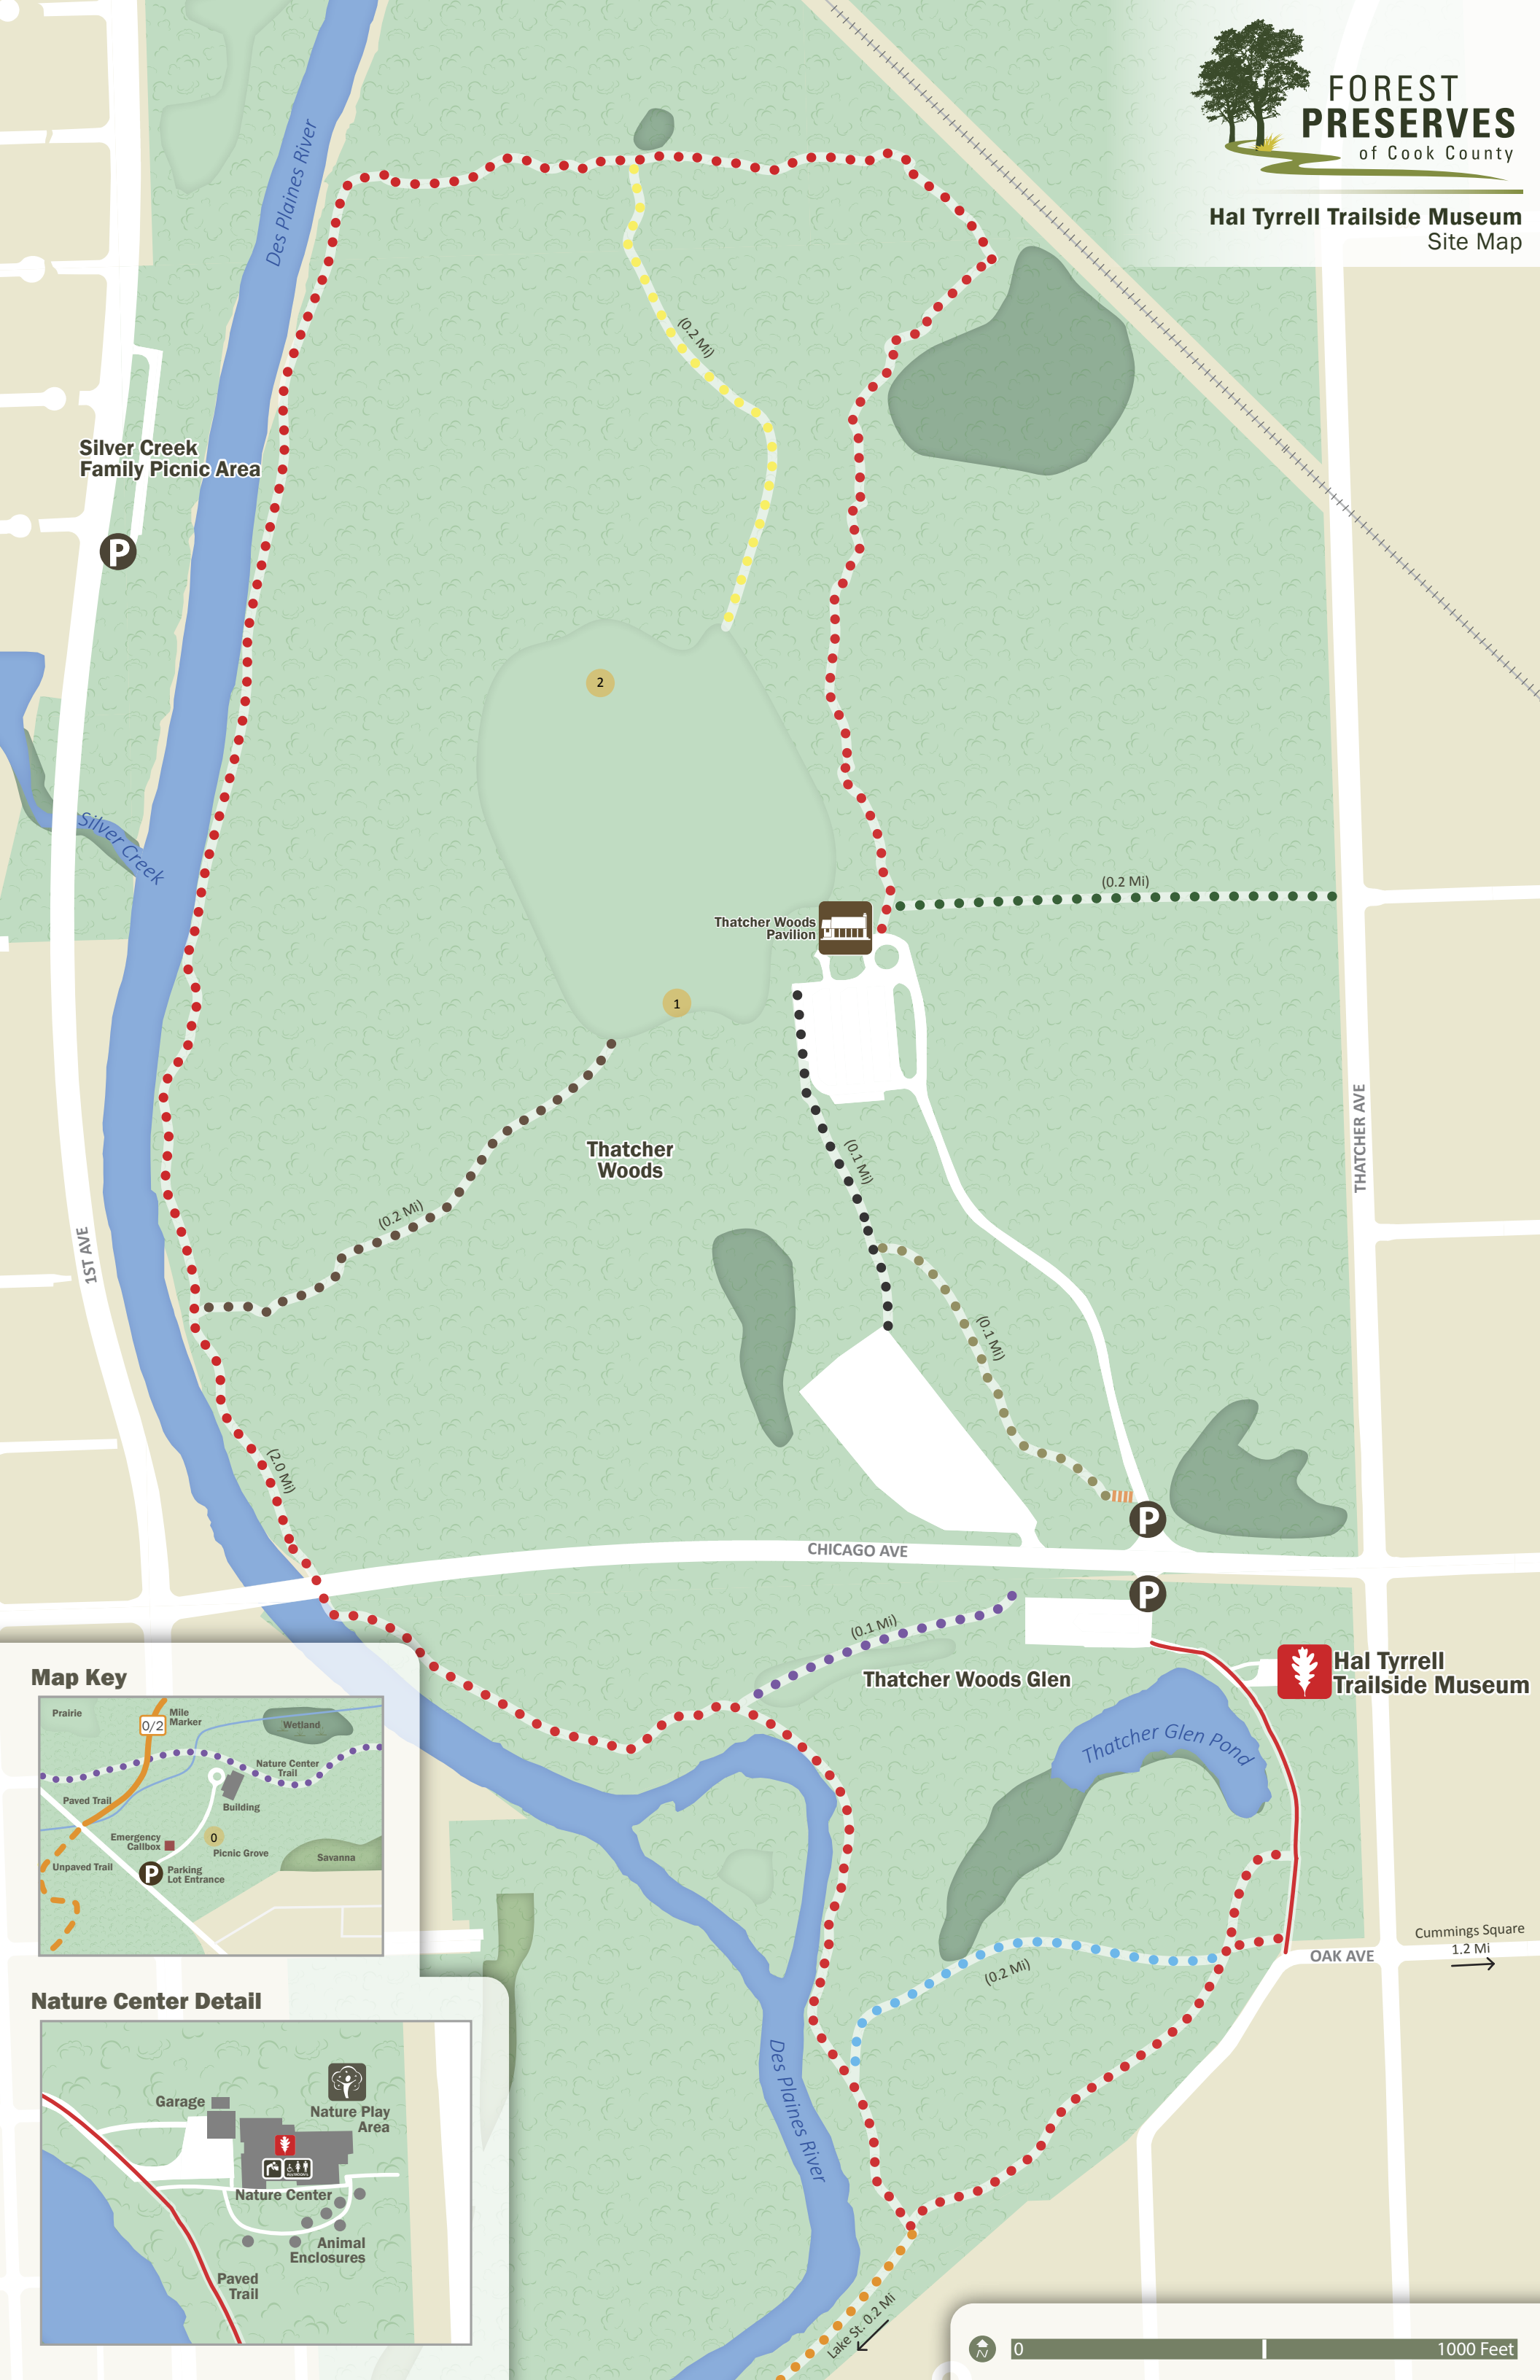 FOREST
PRESERVES
of Cook County
Hal Tyrrell Trailside Museum
Site Map
Des Plaines River
(0.2 Mi)
Silver Creek
Family Picnic Area
P
2
Silver Creek
(0.2 Mi)
Thatcher Woods
Pavilion
1
THATCHER AVE
Thatcher
Woods
(0.1 Mi)
(0.2 Mi)
1ST AVE
(0.1 Mi)
(2.0 Mi)
P
CHICAGO AVE
P
(0.1 Mi)
Thatcher Woods Glen
Hal Tyrrell
Trailside Museum
Thatcher Glen Pond
Cummings Square
1.2 Mi
OAK AVE
(0.2 Mi)
Des Plaines River
Lake St. 0.2 Mi
Map Key
Prairie
0/2
Mile
Marker
Wetland
Nature Center
Trail
Paved Trail
Building
Emergency
Callbox
0
Picnic Grove
Savanna
Unpaved Trail
P
Parking
Lot Entrance
Nature Center Detail
Garage
Nature Play
Area
Nature Center
Animal
Enclosures
Paved
Trail
N
0
1000 Feet